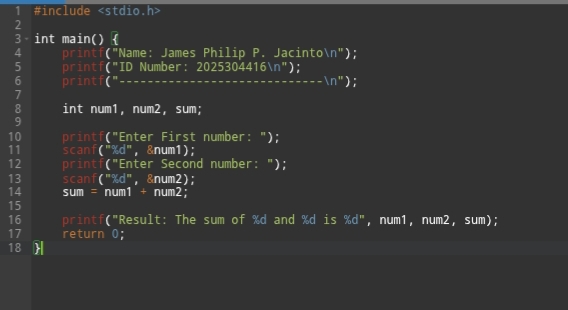 1 #include <stdio.h>
2
3 int main() {
4     printf("Name: James Philip P. Jacinto\n");
5     printf("ID Number: 2025304416\n");
6     printf("-----------------------------\n");
7
8     int num1, num2, sum;
9
10     printf("Enter First number: ");
11     scanf("%d", &num1);
12     printf("Enter Second number: ");
13     scanf("%d", &num2);
14     sum = num1 + num2;
15
16     printf("Result: The sum of %d and %d is %d", num1, num2, sum);
17     return 0;
18 }